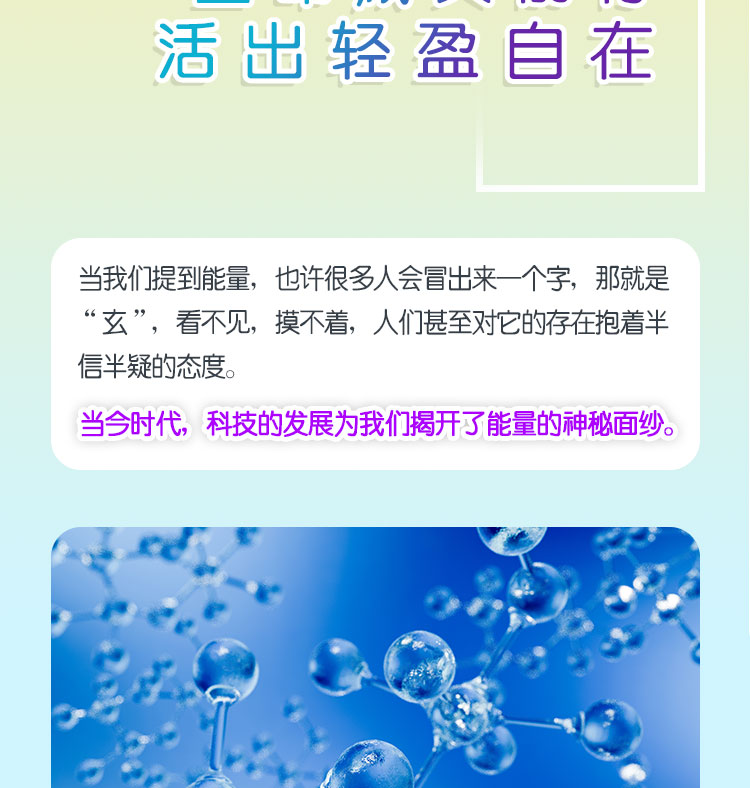 活出轻盈自在
当我们提到能量，也许很多人会冒出来一个字，那就是
“玄”，看不见，摸不着，人们甚至对它的存在抱着半
信半疑的态度。
当今时代，科技的发展为我们揭开了能量的神秘面纱。